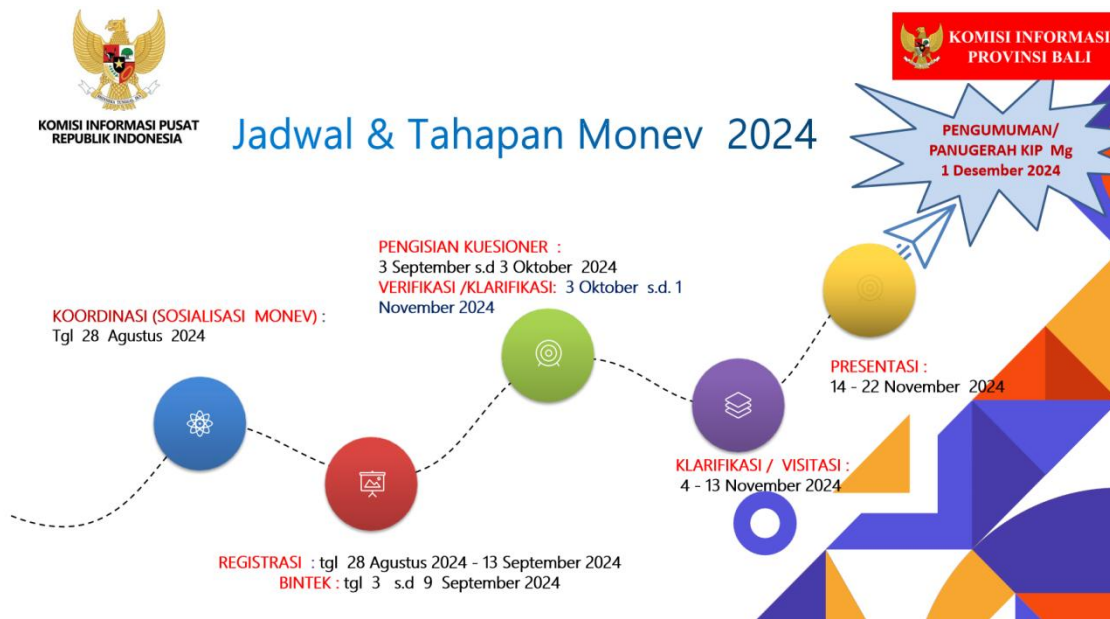 KOMISI INFORMASI PUSAT
REPUBLIK INDONESIA
KOMISI INFORMASI
PROVINSI BALI
Jadwal & Tahapan Monev 2024
PENGUMUMAN/
PANUGERAH KIP Mg
1 Desember 2024
PENGISIAN KUESIONER :
3 September s.d 3 Oktober 2024
VERIFIKASI /KLARIFIKASI: 3 Oktober s.d. 1
November 2024
KOORDINASI (SOSIALISASI MONEV) :
Tgl 28 Agustus 2024
PRESENTASI :
14 - 22 November 2024
KLARIFIKASI / VISITASI :
4 - 13 November 2024
REGISTRASI : tgl 28 Agustus 2024 - 13 September 2024
BINTEK : tgl 3 s.d 9 September 2024